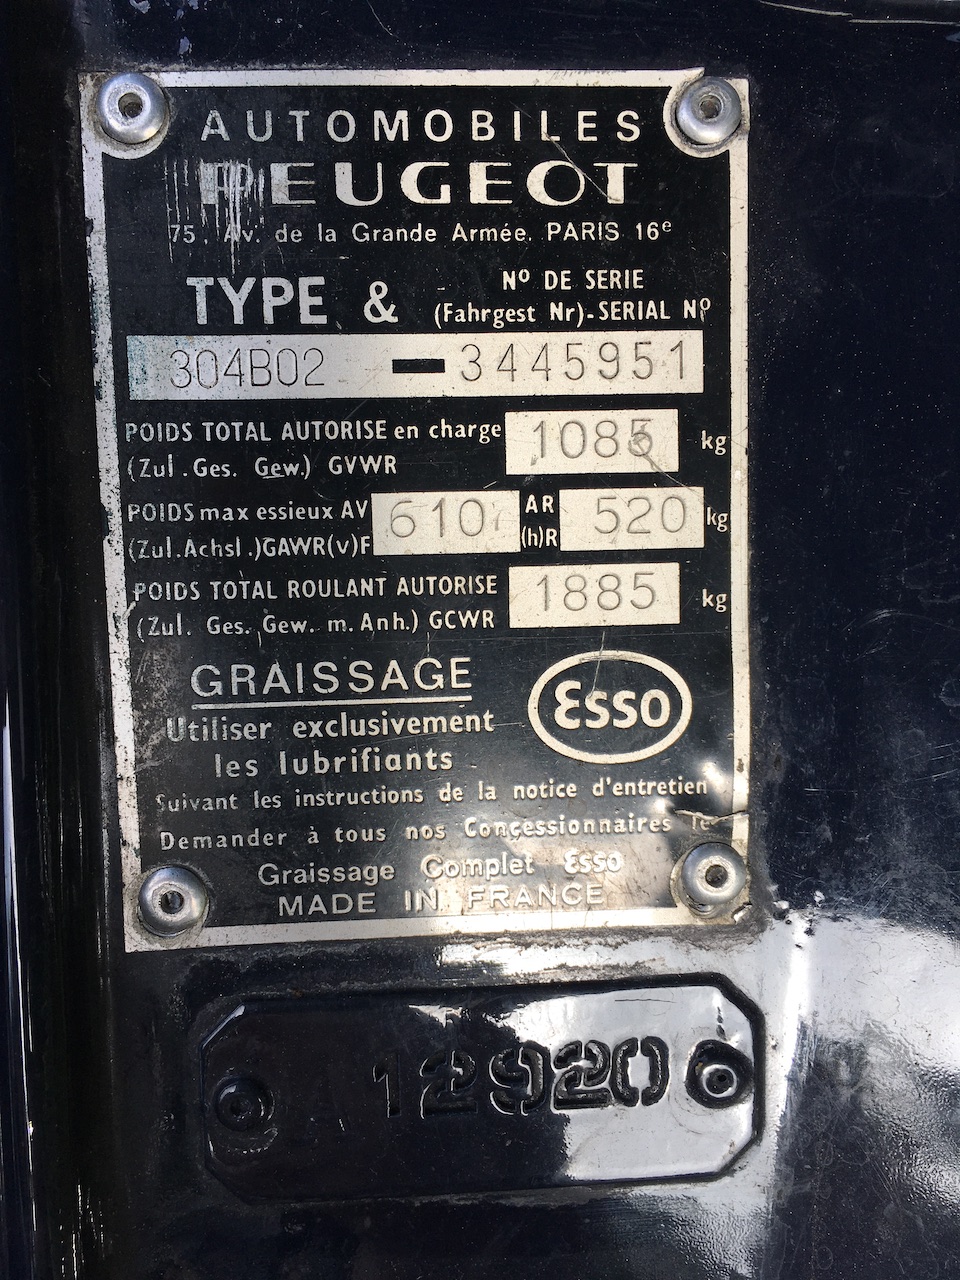 AUTOMOBILES
PEUGEOT
75, Av. de la Grande Armée. PARIS 16e
TYPE & Nº DE SERIE
(Fahrgest Nr)-SERIAL Nº
304B02 - 3445951
POIDS TOTAL AUTORISE en charge 1085 kg
(Zul.Ges. Gew.) GVWR
POIDS max essieux AV 610 AR 520 kg
(Zul.Achsl.)GAWR(v)F (h)R
POIDS TOTAL ROULANT AUTORISE 1885 kg
(Zul. Ges. Gew. m. Anh.) GCWR
GRAISSAGE
Esso
Utiliser exclusivement
les lubrifiants
Suivant les instructions de la notice d'entretien
Demander à tous nos Concessionnaires le
Graissage Complet Esso
MADE IN FRANCE
12920